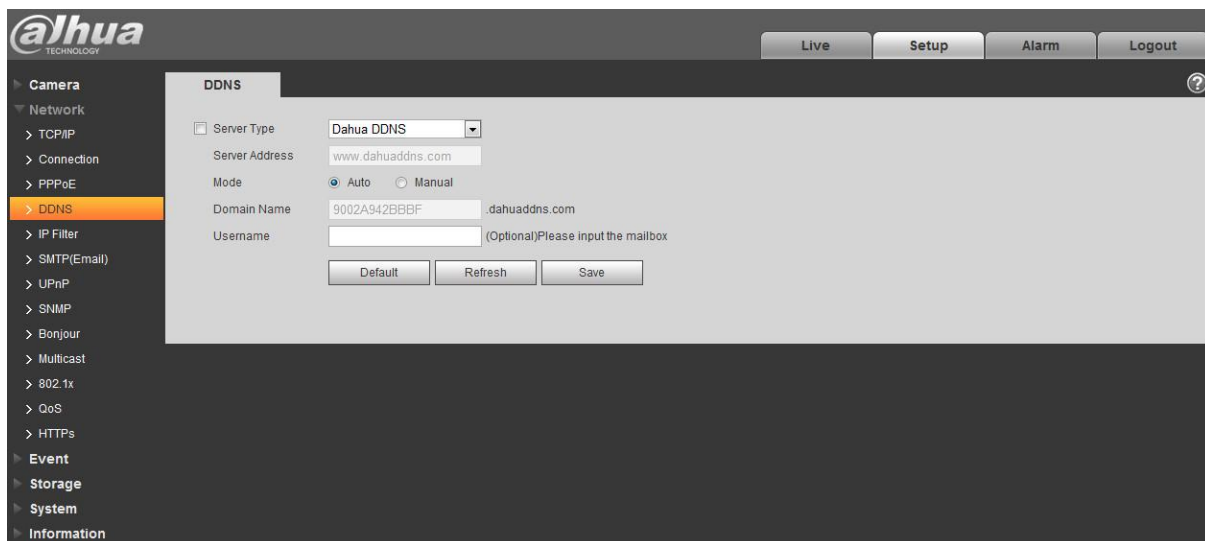 alhua
TECHNOLOGY
Live Setup Alarm Logout
Camera
Network
> TCP/IP
> Connection
> PPPoE
> DDNS
> IP Filter
> SMTP(Email)
> UPnP
> SNMP
> Bonjour
> Multicast
> 802.1x
> QoS
> HTTPs
Event
Storage
System
Information
DDNS
?
Server Type Dahua DDNS
Server Address www.dahuaddns.com
Mode Auto Manual
Domain Name 9002A942BBBF .dahuaddns.com
Username (Optional)Please input the mailbox
Default Refresh Save